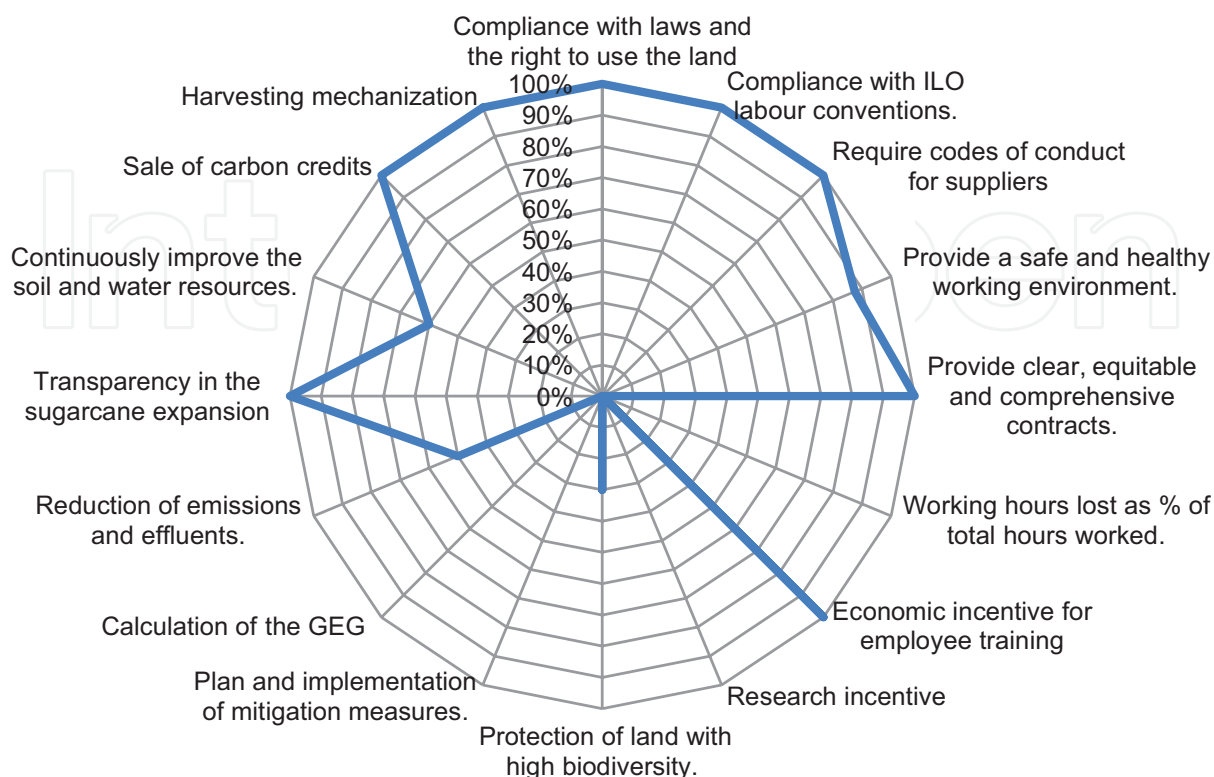 Compliance with laws and
the right to use the land
Compliance with ILO
labour conventions.
Require codes of conduct
for suppliers
Provide a safe and healthy
working environment.
Provide clear, equitable
and comprehensive
contracts.
Working hours lost as % of
total hours worked.
Economic incentive for
employee training
Research incentive
Protection of land with
high biodiversity.
Plan and implementation
of mitigation measures.
Calculation of the GEG
Reduction of emissions
and effluents.
Transparency in the
sugarcane expansion
Continuously improve the
soil and water resources.
Sale of carbon credits
Harvesting mechanization
100%
90%
80%
70%
60%
50%
40%
30%
20%
10%
0%
Int
en